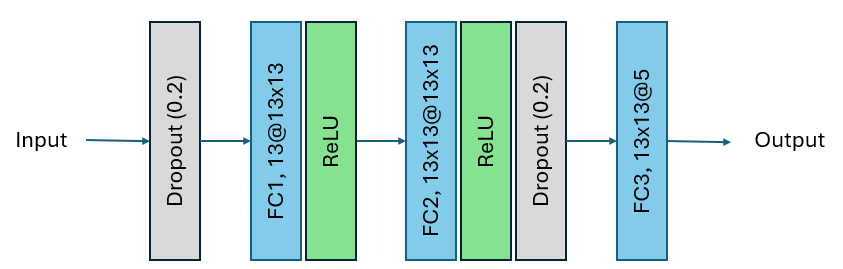 Input
Dropout (0.2)
FC1, 13@13x13
ReLU
FC2, 13x13@13x13
ReLU
Dropout (0.2)
FC3, 13x13@5
Output